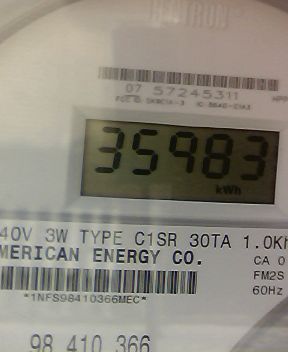 07 57245311
35983
kWh
40V 3W TYPE C1SR 30TA 1.0Kh
MERICAN ENERGY CO.
CA 0
FM2S
*1NFS98410366MEC*
60Hz
98 410 366